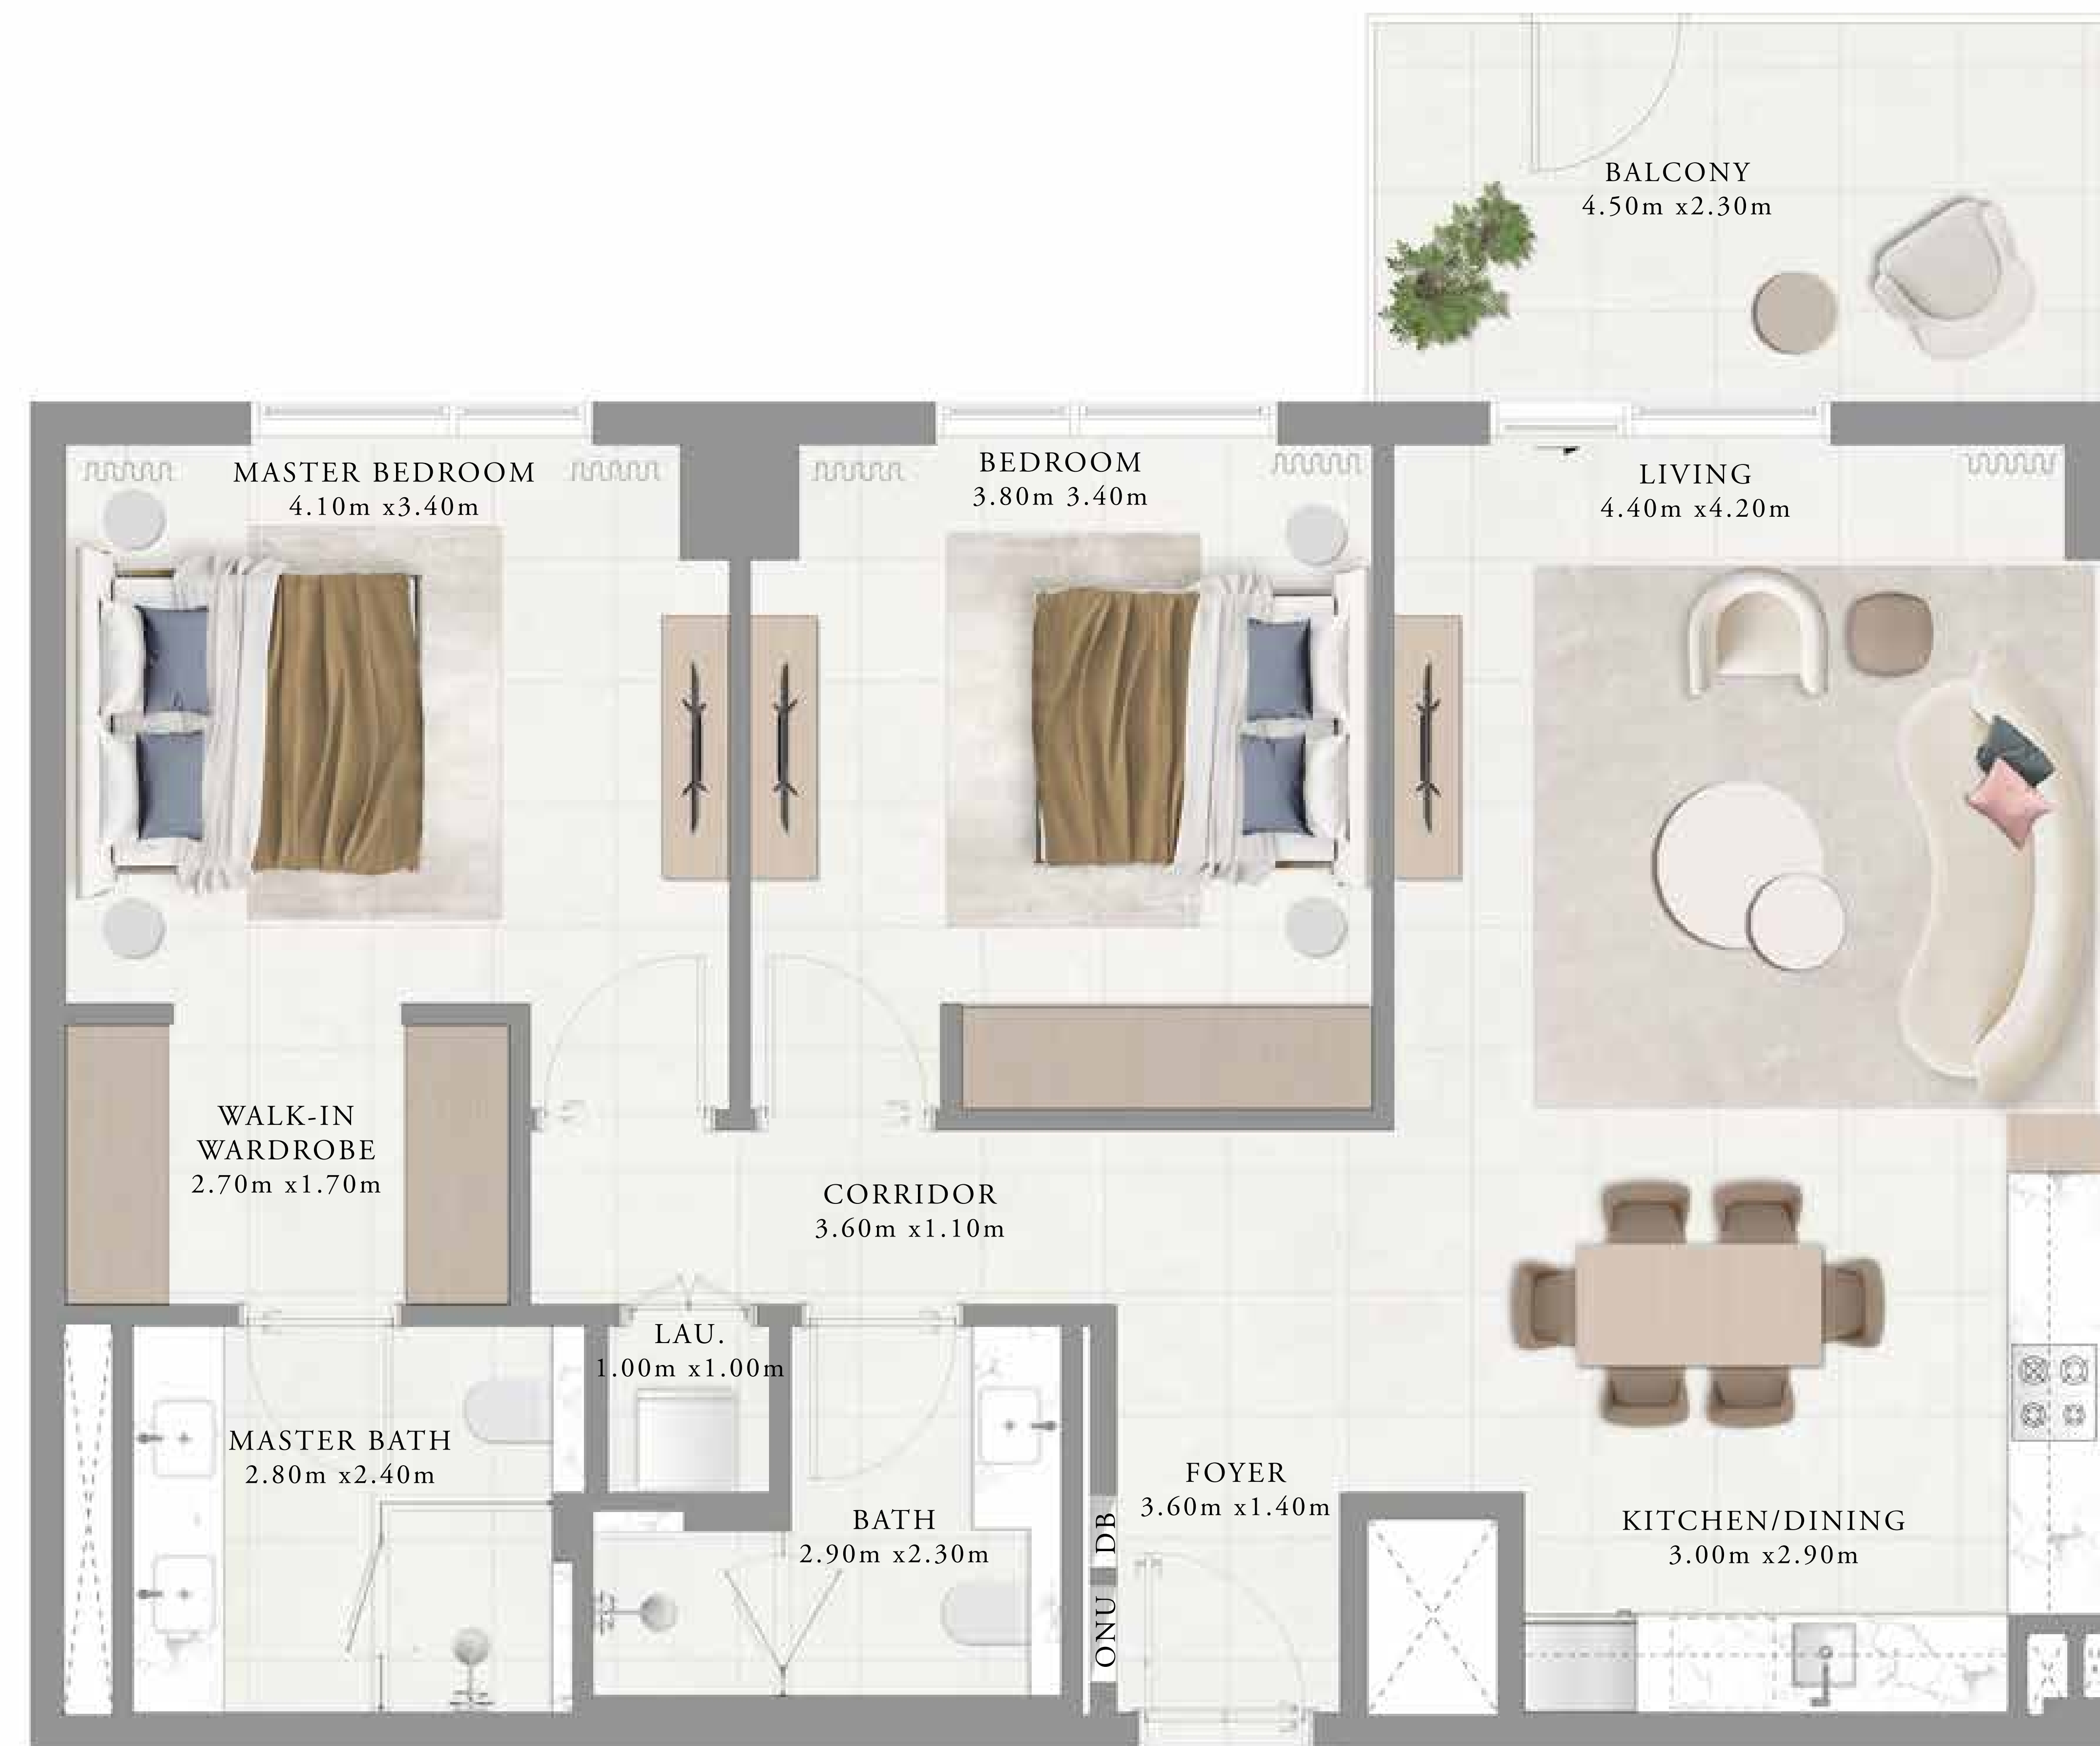 BALCONY
4.50m x2.30m
MASTER BEDROOM
4.10m x3.40m
BEDROOM
3.80m 3.40m
LIVING
4.40m x4.20m
WALK-IN
WARDROBE
2.70m x1.70m
CORRIDOR
3.60m x1.10m
LAU.
1.00m x1.00m
MASTER BATH
2.80m x2.40m
BATH
2.90m x2.30m
ONU DB
FOYER
3.60m x1.40m
KITCHEN/DINING
3.00m x2.90m